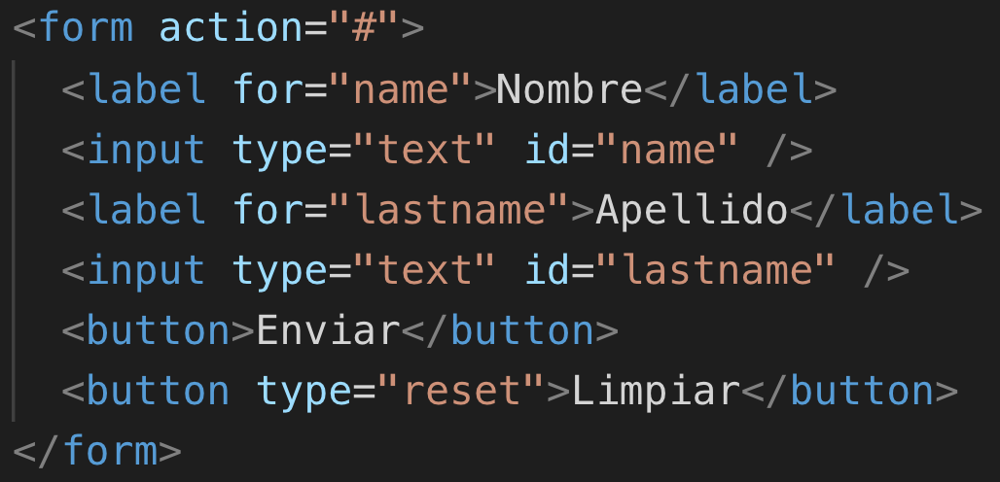 <form action="#">
<label for="name">Nombre</label>
<input type="text" id="name" />
<label for="lastname">Apellido</label>
<input type="text" id="lastname" />
<button>Enviar</button>
<button type="reset">Limpiar</button>
</form>